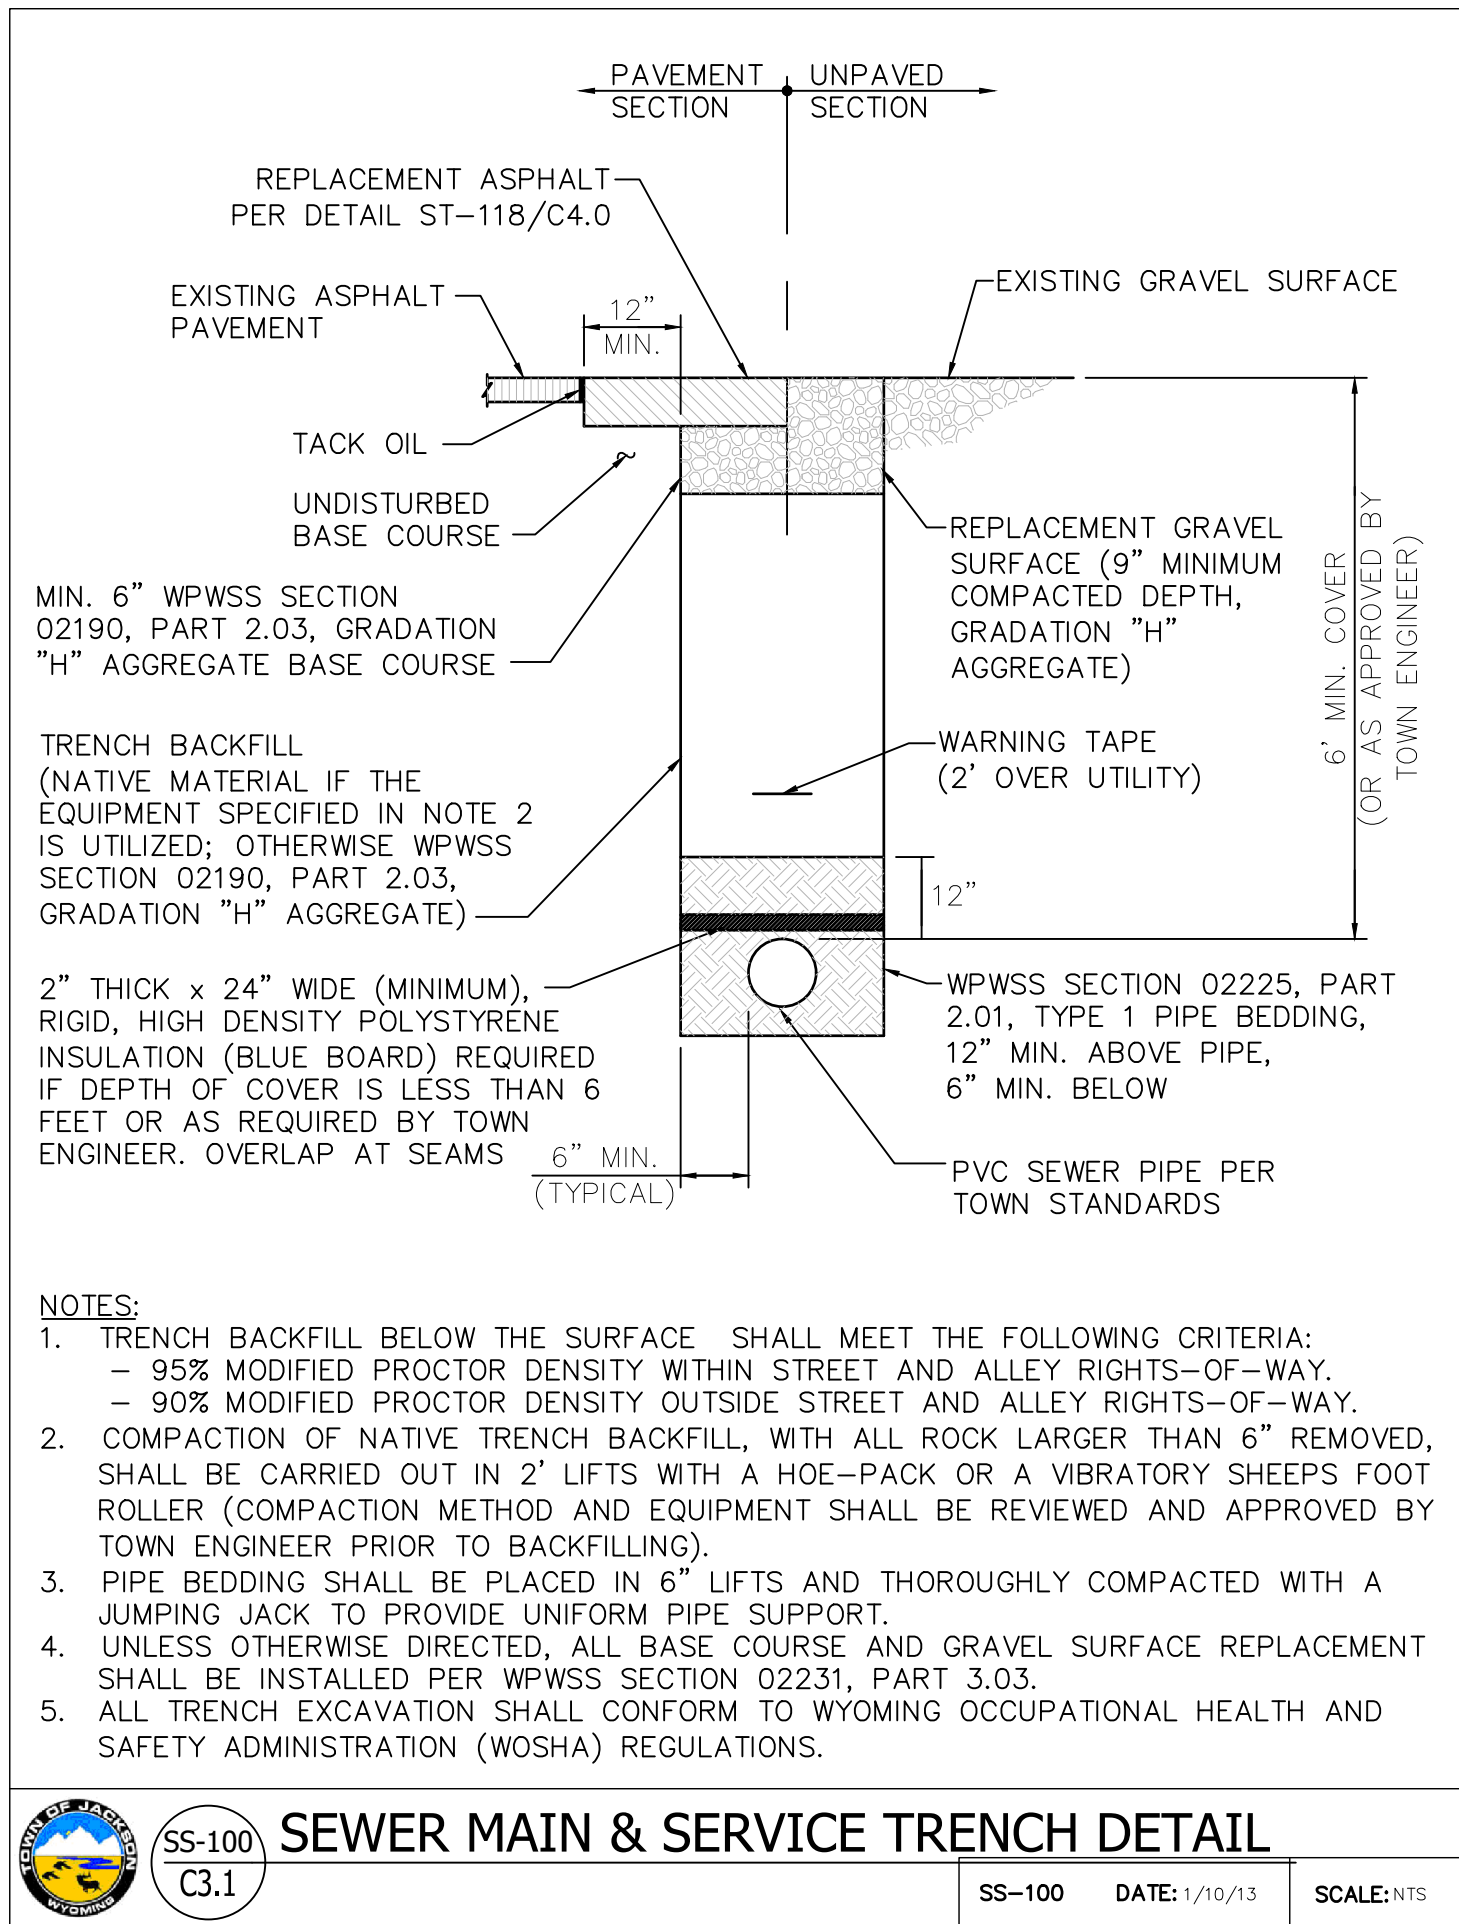 PAVEMENT
SECTION
UNPAVED
SECTION
REPLACEMENT ASPHALT
PER DETAIL ST-118/C4.0
EXISTING ASPHALT
PAVEMENT
12”
MIN.
EXISTING GRAVEL SURFACE
TACK OIL
UNDISTURBED
BASE COURSE
MIN. 6” WPWSS SECTION
02190, PART 2.03, GRADATION
”H” AGGREGATE BASE COURSE
REPLACEMENT GRAVEL
SURFACE (9” MINIMUM
COMPACTED DEPTH,
GRADATION ”H”
AGGREGATE)
6’ MIN. COVER
(OR AS APPROVED BY
TOWN ENGINEER)
TRENCH BACKFILL
(NATIVE MATERIAL IF THE
EQUIPMENT SPECIFIED IN NOTE 2
IS UTILIZED; OTHERWISE WPWSS
SECTION 02190, PART 2.03,
GRADATION ”H” AGGREGATE)
WARNING TAPE
(2’ OVER UTILITY)
12”
2” THICK x 24” WIDE (MINIMUM),
RIGID, HIGH DENSITY POLYSTYRENE
INSULATION (BLUE BOARD) REQUIRED
IF DEPTH OF COVER IS LESS THAN 6
FEET OR AS REQUIRED BY TOWN
ENGINEER. OVERLAP AT SEAMS
WPWSS SECTION 02225, PART
2.01, TYPE 1 PIPE BEDDING,
12” MIN. ABOVE PIPE,
6” MIN. BELOW
6” MIN.
(TYPICAL)
PVC SEWER PIPE PER
TOWN STANDARDS
NOTES:
1. TRENCH BACKFILL BELOW THE SURFACE SHALL MEET THE FOLLOWING CRITERIA:
- 95% MODIFIED PROCTOR DENSITY WITHIN STREET AND ALLEY RIGHTS-OF-WAY.
- 90% MODIFIED PROCTOR DENSITY OUTSIDE STREET AND ALLEY RIGHTS-OF-WAY.
2. COMPACTION OF NATIVE TRENCH BACKFILL, WITH ALL ROCK LARGER THAN 6” REMOVED,
SHALL BE CARRIED OUT IN 2’ LIFTS WITH A HOE-PACK OR A VIBRATORY SHEEPS FOOT
ROLLER (COMPACTION METHOD AND EQUIPMENT SHALL BE REVIEWED AND APPROVED BY
TOWN ENGINEER PRIOR TO BACKFILLING).
3. PIPE BEDDING SHALL BE PLACED IN 6” LIFTS AND THOROUGHLY COMPACTED WITH A
JUMPING JACK TO PROVIDE UNIFORM PIPE SUPPORT.
4. UNLESS OTHERWISE DIRECTED, ALL BASE COURSE AND GRAVEL SURFACE REPLACEMENT
SHALL BE INSTALLED PER WPWSS SECTION 02231, PART 3.03.
5. ALL TRENCH EXCAVATION SHALL CONFORM TO WYOMING OCCUPATIONAL HEALTH AND
SAFETY ADMINISTRATION (WOSHA) REGULATIONS.
TOWN OF JACKSON
WYOMING
SS-100
C3.1
SEWER MAIN & SERVICE TRENCH DETAIL
SS-100 DATE: 1/10/13 SCALE: NTS